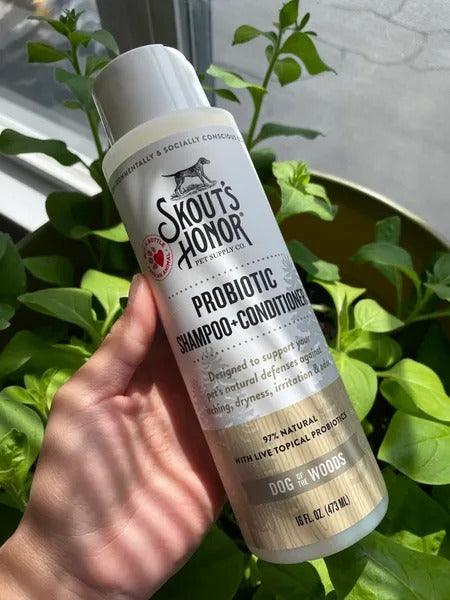 ENVIRONMENTALLY & SOCIALLY CONSCIOUS
SKOUT'S
HONOR®
PET SUPPLY CO.
PROBIOTIC
SHAMPOO+CONDITIONER
Designed to support your
pet's natural defenses against
itching, dryness, irritation & odor.
97% NATURAL
WITH LIVE TOPICAL PROBIOTICS
DOG OF THE WOODS
16 FL. OZ. (473 ML)